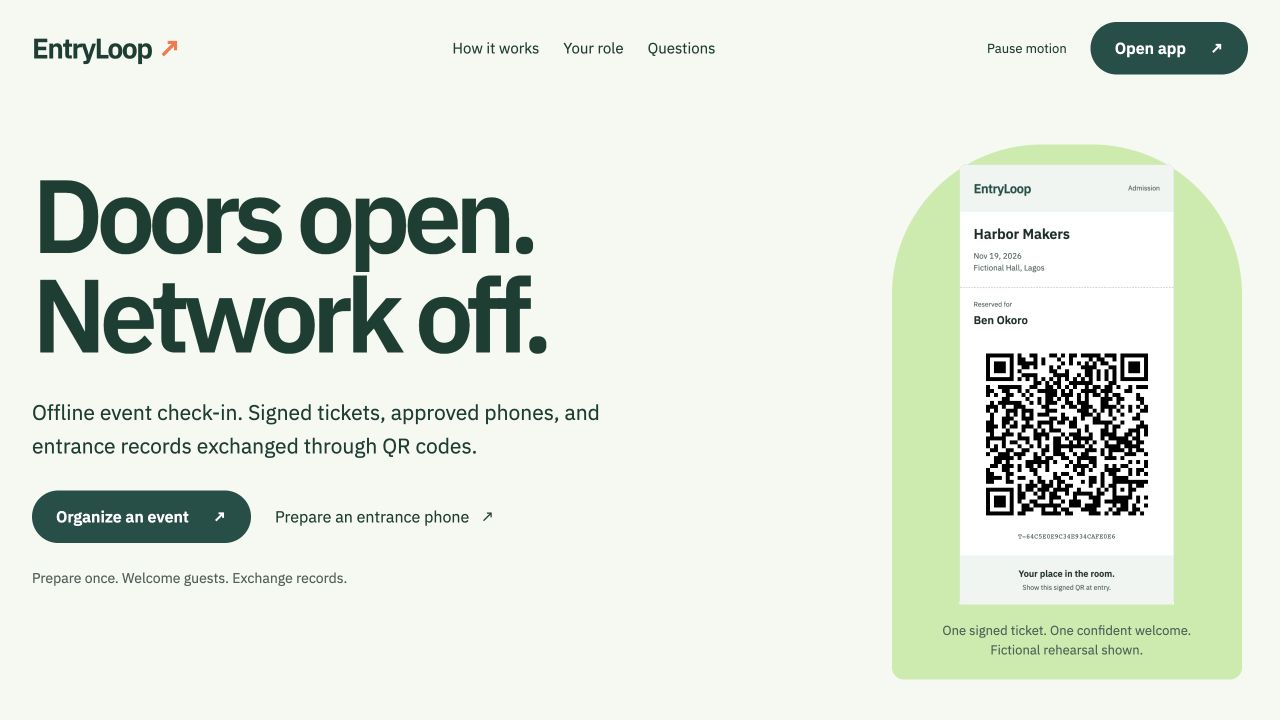 EntryLoop ↗
How it works
Your role
Questions
Pause motion
Open app ↗
Doors open.
Network off.
Offline event check-in. Signed tickets, approved phones, and
entrance records exchanged through QR codes.
Organize an event ↗
Prepare an entrance phone ↗
Prepare once. Welcome guests. Exchange records.
EntryLoop
Admission
Harbor Makers
Nov 19, 2026
Fictional Hall, Lagos
Reserved for
Ben Okoro
T-64C5E0E9C34E934CAFE0E6
Your place in the room.
Show this signed QR at entry.
One signed ticket. One confident welcome.
Fictional rehearsal shown.